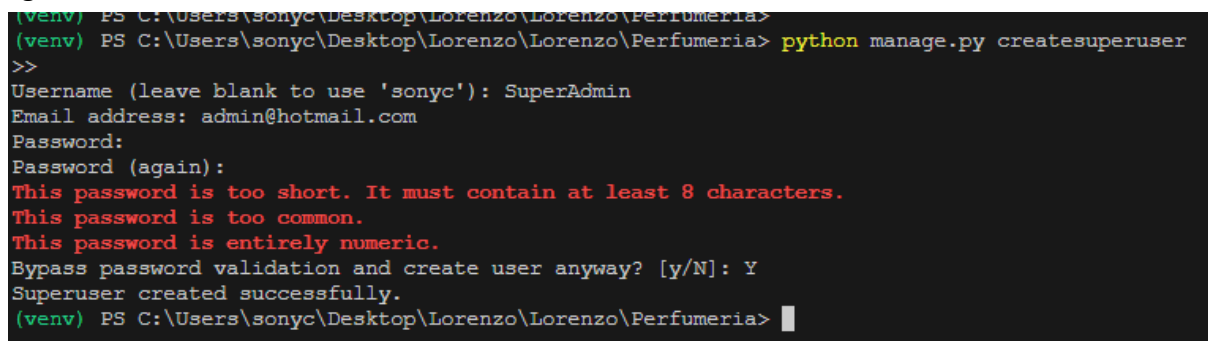 (venv) PS C:\Users\sonyc\Desktop\Lorenzo\Lorenzo\Perfumeria>
(venv) PS C:\Users\sonyc\Desktop\Lorenzo\Lorenzo\Perfumeria> python manage.py createsuperuser
>>
Username (leave blank to use 'sonyc'): SuperAdmin
Email address: admin@hotmail.com
Password:
Password (again):
This password is too short. It must contain at least 8 characters.
This password is too common.
This password is entirely numeric.
Bypass password validation and create user anyway? [y/N]: Y
Superuser created successfully.
(venv) PS C:\Users\sonyc\Desktop\Lorenzo\Lorenzo\Perfumeria>